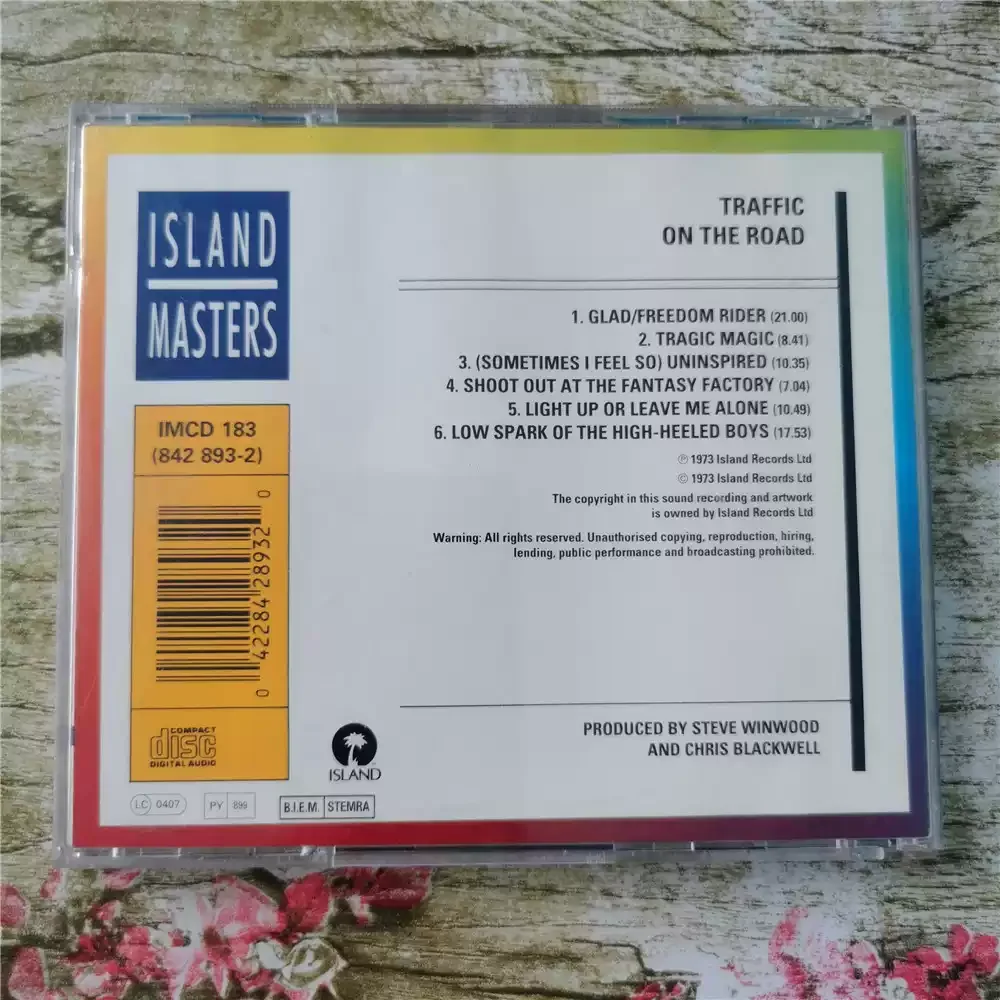 ISLAND
MASTERS
IMCD 183
(842 893-2)
0 42284 28932 0
COMPACT
disc
DIGITAL AUDIO
LC 0407
PY 899
B.I.E.M. STEMRA
ISLAND
TRAFFIC
ON THE ROAD
1. GLAD/FREEDOM RIDER (21.00)
2. TRAGIC MAGIC (8.41)
3. (SOMETIMES I FEEL SO) UNINSPIRED (10.35)
4. SHOOT OUT AT THE FANTASY FACTORY (7.04)
5. LIGHT UP OR LEAVE ME ALONE (10.49)
6. LOW SPARK OF THE HIGH-HEELED BOYS (17.53)
℗ 1973 Island Records Ltd
© 1973 Island Records Ltd
The copyright in this sound recording and artwork
is owned by Island Records Ltd
Warning: All rights reserved. Unauthorised copying, reproduction, hiring,
lending, public performance and broadcasting prohibited.
PRODUCED BY STEVE WINWOOD
AND CHRIS BLACKWELL